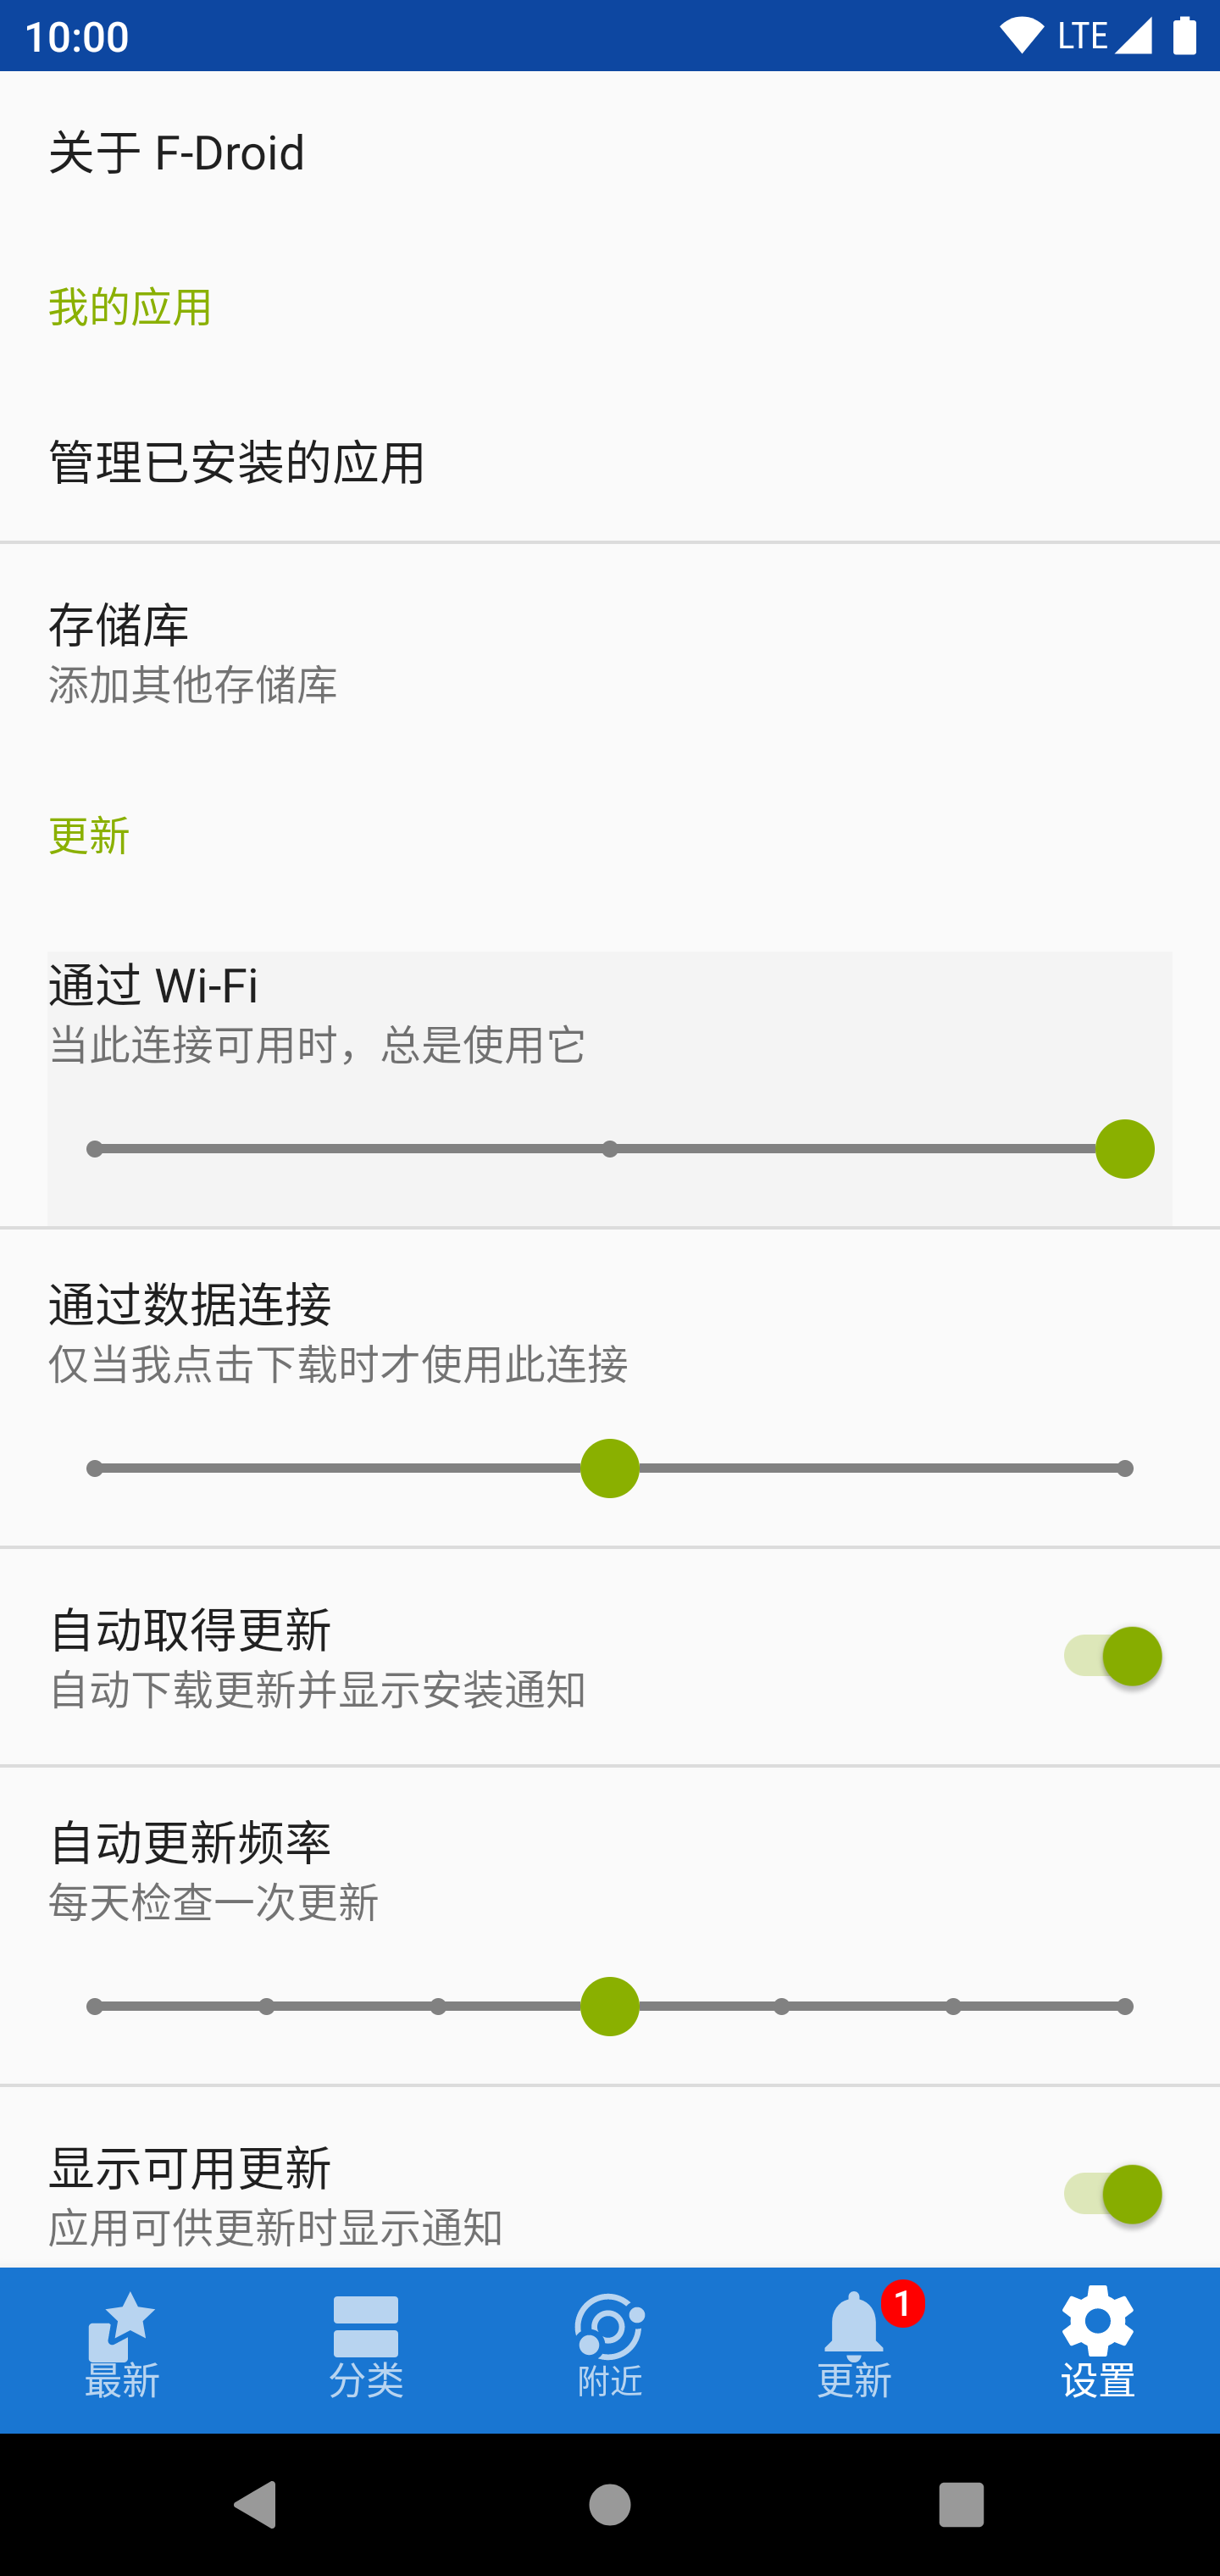 10:00
LTE
关于 F-Droid
我的应用
管理已安装的应用
存储库
添加其他存储库
更新
通过 Wi-Fi
当此连接可用时，总是使用它
通过数据连接
仅当我点击下载时才使用此连接
自动取得更新
自动下载更新并显示安装通知
自动更新频率
每天检查一次更新
显示可用更新
应用可供更新时显示通知
1
最新
分类
附近
更新
设置